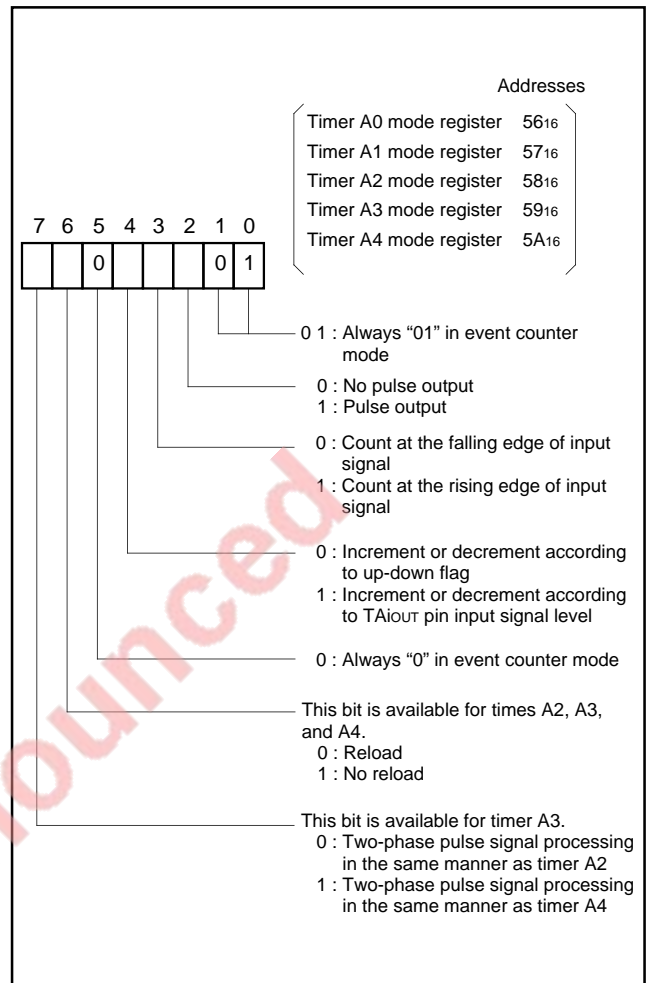 Addresses
Timer A0 mode register 5616
Timer A1 mode register 5716
Timer A2 mode register 5816
Timer A3 mode register 5916
Timer A4 mode register 5A16
7 6 5 4 3 2 1 0
0 0 1
0 1 : Always “01” in event counter
mode
0 : No pulse output
1 : Pulse output
0 : Count at the falling edge of input
signal
1 : Count at the rising edge of input
signal
0 : Increment or decrement according
to up-down flag
1 : Increment or decrement according
to TAiOUT pin input signal level
0 : Always “0” in event counter mode
This bit is available for times A2, A3,
and A4.
0 : Reload
1 : No reload
This bit is available for timer A3.
0 : Two-phase pulse signal processing
in the same manner as timer A2
1 : Two-phase pulse signal processing
in the same manner as timer A4